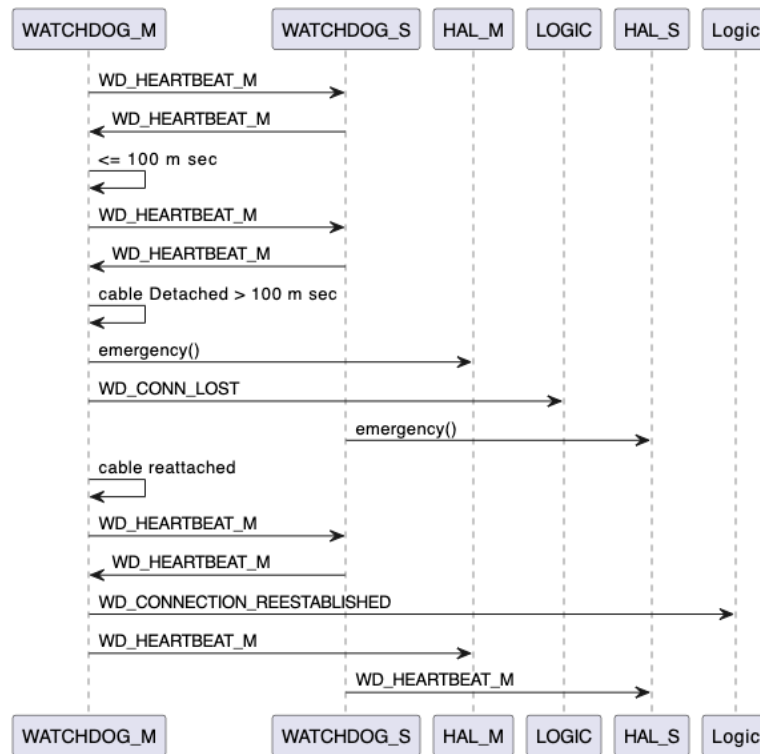 WATCHDOG_M WATCHDOG_S HAL_M LOGIC HAL_S Logic
WD_HEARTBEAT_M
WD_HEARTBEAT_M
<= 100 m sec
WD_HEARTBEAT_M
WD_HEARTBEAT_M
cable Detached > 100 m sec
emergency()
WD_CONN_LOST
emergency()
cable reattached
WD_HEARTBEAT_M
WD_HEARTBEAT_M
WD_CONNECTION_REESTABLISHED
WD_HEARTBEAT_M
WD_HEARTBEAT_M
WATCHDOG_M WATCHDOG_S HAL_M LOGIC HAL_S Logic